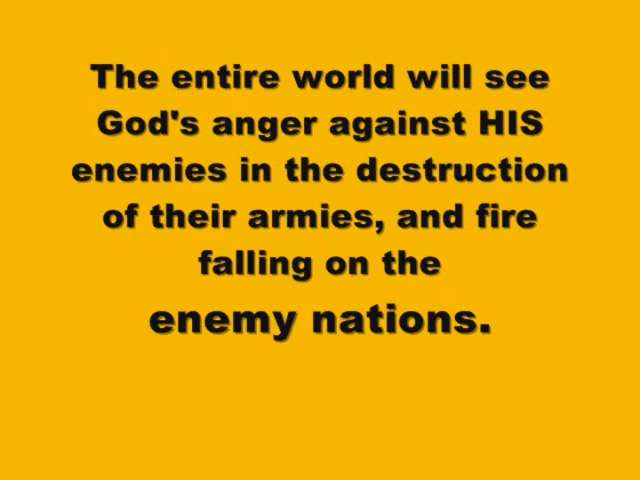 The entire world will see
God's anger against HIS
enemies in the destruction
of their armies, and fire
falling on the
enemy nations.